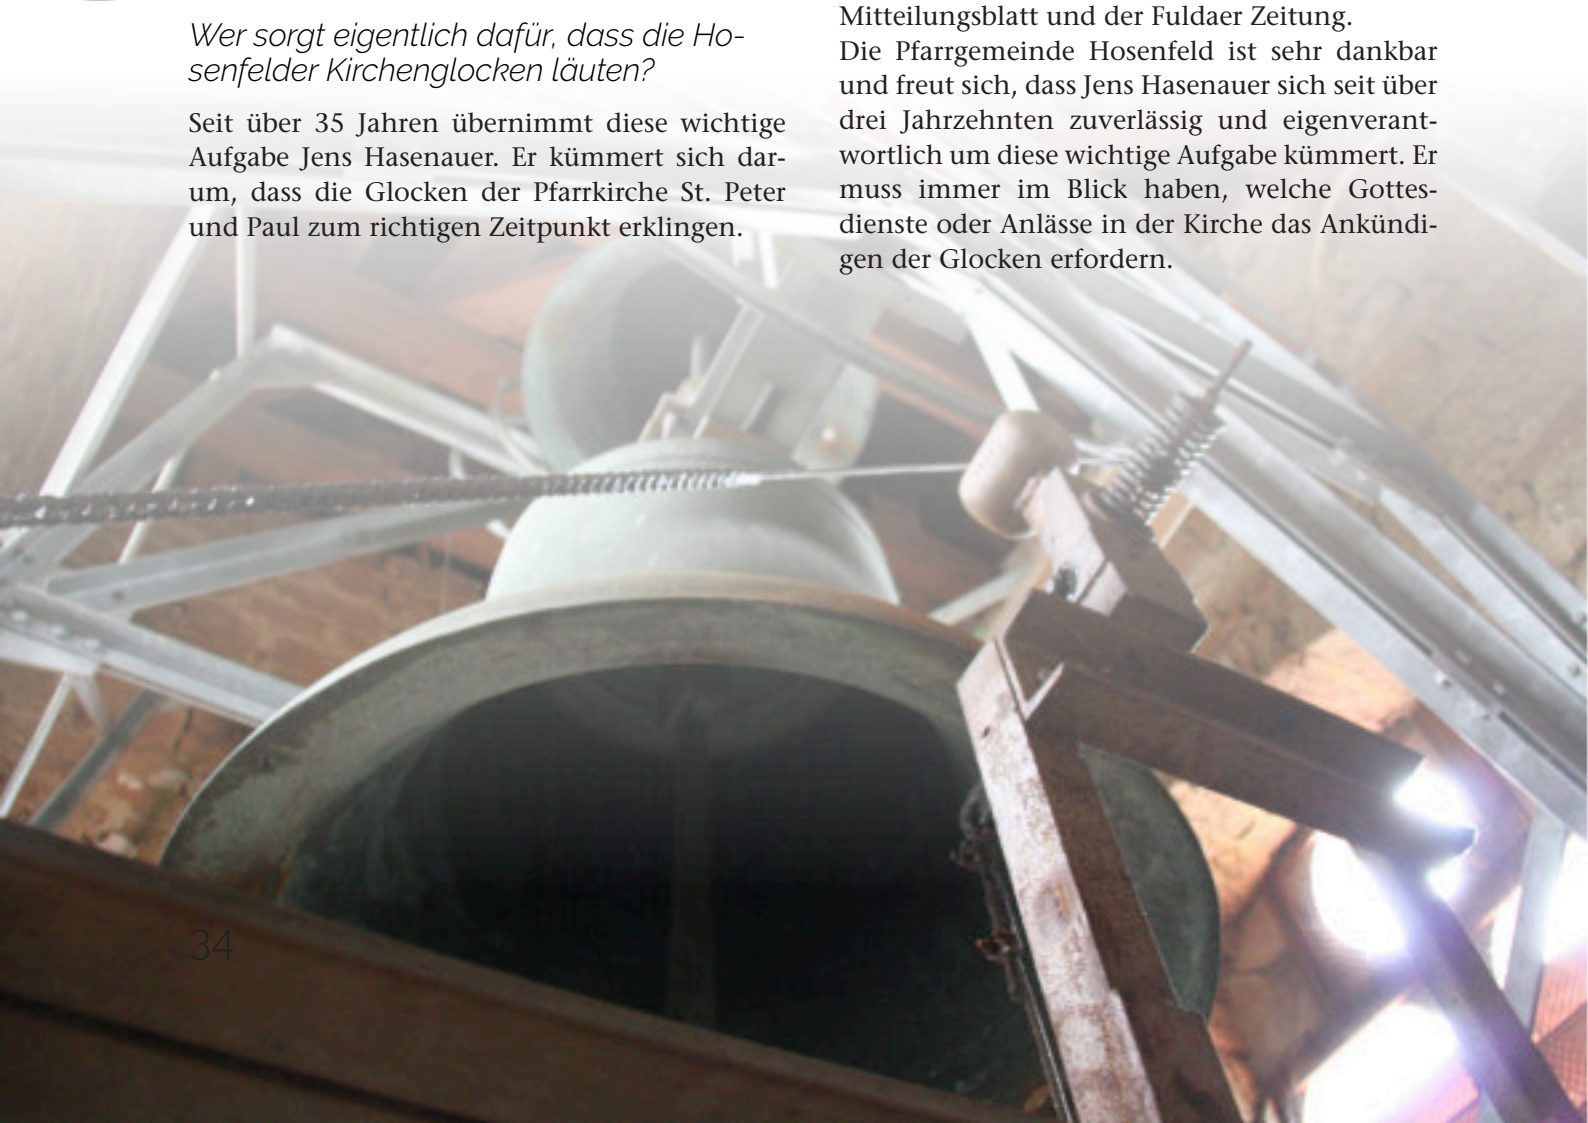 Wer sorgt eigentlich dafür, dass die Ho-
senfelder Kirchenglocken läuten?
Seit über 35 Jahren übernimmt diese wichtige
Aufgabe Jens Hasenauer. Er kümmert sich dar-
um, dass die Glocken der Pfarrkirche St. Peter
und Paul zum richtigen Zeitpunkt erklingen.
Mitteilungsblatt und der Fuldaer Zeitung.
Die Pfarrgemeinde Hosenfeld ist sehr dankbar
und freut sich, dass Jens Hasenauer sich seit über
drei Jahrzehnten zuverlässig und eigenverant-
wortlich um diese wichtige Aufgabe kümmert. Er
muss immer im Blick haben, welche Gottes-
dienste oder Anlässe in der Kirche das Ankündi-
gen der Glocken erfordern.
34